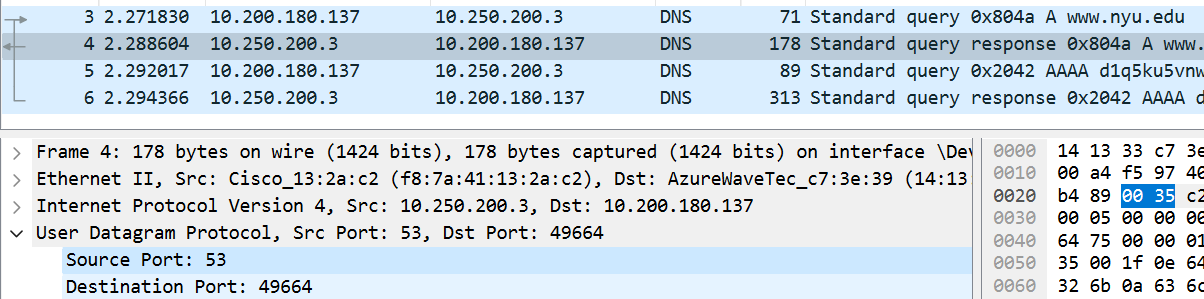 3 2.271830 10.200.180.137 10.250.200.3 DNS 71 Standard query 0x804a A www.nyu.edu
4 2.288604 10.250.200.3 10.200.180.137 DNS 178 Standard query response 0x804a A www.
5 2.292017 10.200.180.137 10.250.200.3 DNS 89 Standard query 0x2042 AAAA d1q5ku5vnw
6 2.294366 10.250.200.3 10.200.180.137 DNS 313 Standard query response 0x2042 AAAA d
Frame 4: 178 bytes on wire (1424 bits), 178 bytes captured (1424 bits) on interface \Dev
Ethernet II, Src: Cisco_13:2a:c2 (f8:7a:41:13:2a:c2), Dst: AzureWaveTec_c7:3e:39 (14:13:
Internet Protocol Version 4, Src: 10.250.200.3, Dst: 10.200.180.137
User Datagram Protocol, Src Port: 53, Dst Port: 49664
Source Port: 53
Destination Port: 49664
0000 14 13 33 c7 3e
0010 00 a4 f5 97 40
0020 b4 89 00 35 c2
0030 00 05 00 00 00
0040 64 75 00 00 01
0050 35 00 1f 0e 64
0060 32 6b 0a 63 6c